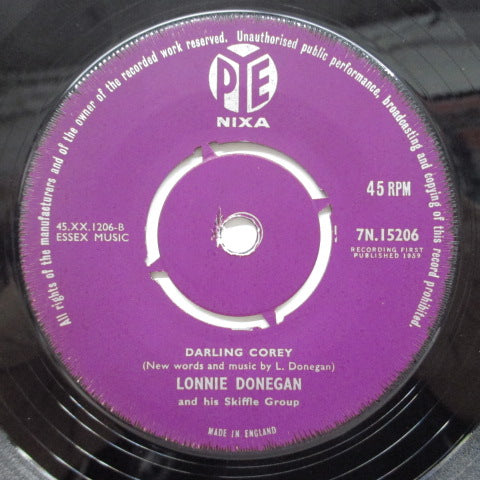 All rights of the manufacturers and of the owner of the recorded work reserved. Unauthorised public performance, broadcasting and copying of this record prohibited.
PYE
NIXA
45 RPM
45.XX.1206-B
ESSEX MUSIC
7N.15206
RECORDING FIRST
PUBLISHED 1959
DARLING COREY
(New words and music by L. Donegan)
LONNIE DONEGAN
and his Skiffle Group
MADE IN ENGLAND